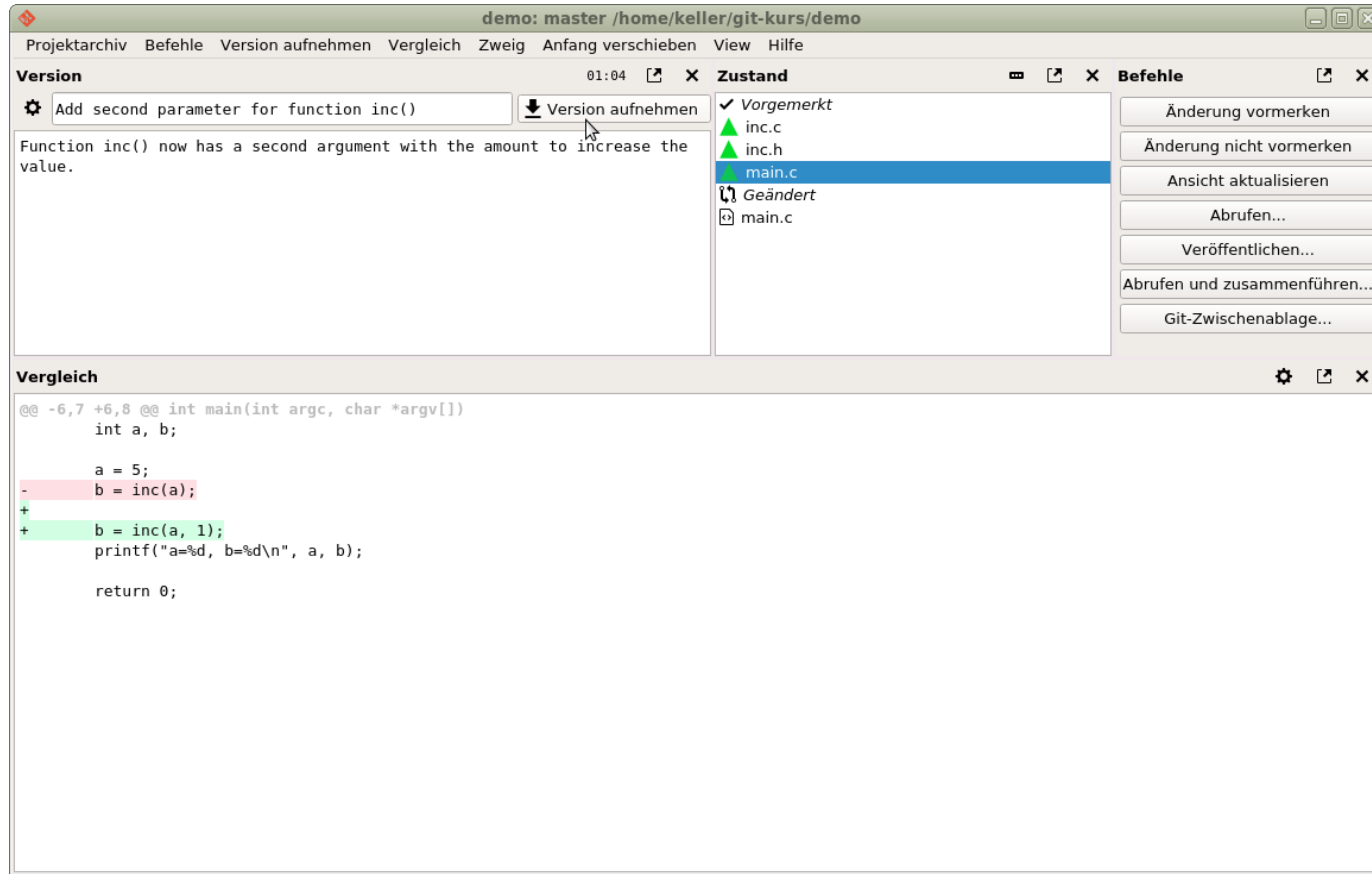 demo: master /home/keller/git-kurs/demo
Projektarchiv Befehle Version aufnehmen Vergleich Zweig Anfang verschieben View Hilfe
Version 01:04
Add second parameter for function inc() Version aufnehmen
Function inc() now has a second argument with the amount to increase the
value.
Zustand
Vorgemerkt
inc.c
inc.h
main.c
Geändert
main.c
Befehle
Änderung vormerken
Änderung nicht vormerken
Ansicht aktualisieren
Abrufen...
Veröffentlichen...
Abrufen und zusammenführen...
Git-Zwischenablage...
Vergleich
@@ -6,7 +6,8 @@ int main(int argc, char *argv[])
        int a, b;
        a = 5;
-       b = inc(a);
+
+       b = inc(a, 1);
        printf("a=%d, b=%d\n", a, b);
        return 0;